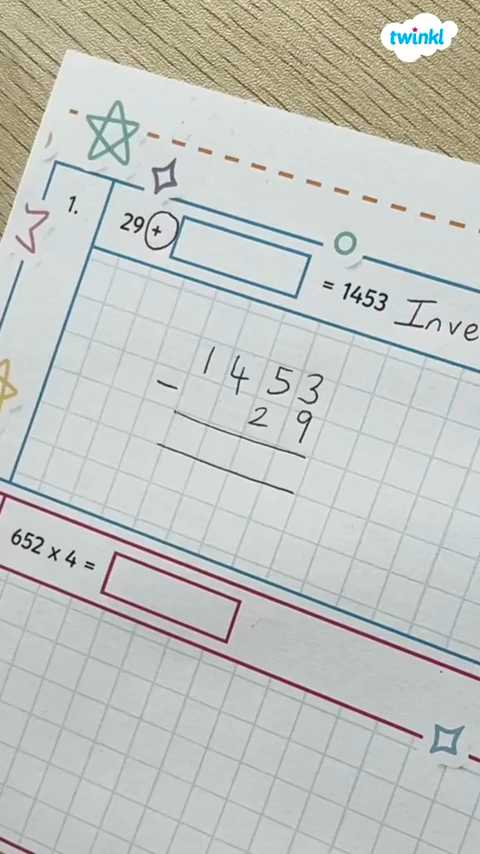 twinkl
1.
29 + = 1453 Inve
1453
- 29
652 x 4 =